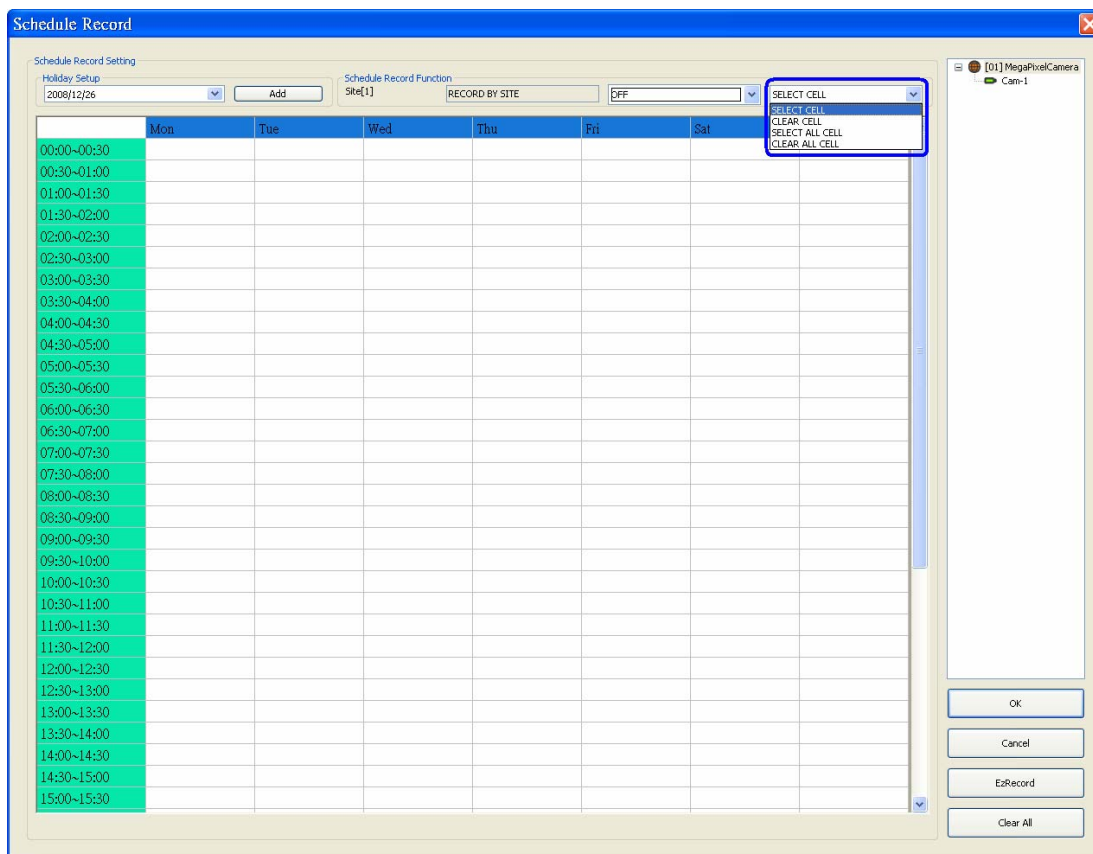 Schedule Record
Schedule Record Setting
Holiday Setup
2008/12/26
Add
Schedule Record Function
Site[1]
RECORD BY SITE
OFF
SELECT CELL
SELECT CELL
CLEAR CELL
SELECT ALL CELL
CLEAR ALL CELL
[01] MegaPixelCamera
Cam-1
Mon Tue Wed Thu Fri Sat
00:00~00:30
00:30~01:00
01:00~01:30
01:30~02:00
02:00~02:30
02:30~03:00
03:00~03:30
03:30~04:00
04:00~04:30
04:30~05:00
05:00~05:30
05:30~06:00
06:00~06:30
06:30~07:00
07:00~07:30
07:30~08:00
08:00~08:30
08:30~09:00
09:00~09:30
09:30~10:00
10:00~10:30
10:30~11:00
11:00~11:30
11:30~12:00
12:00~12:30
12:30~13:00
13:00~13:30
13:30~14:00
14:00~14:30
14:30~15:00
15:00~15:30
OK
Cancel
EzRecord
Clear All